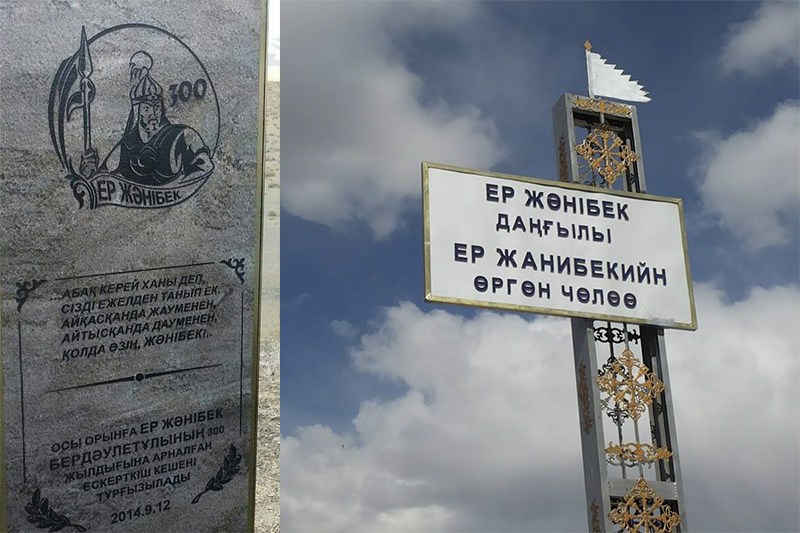 300
ЕР ЖӘНІБЕК
...АБАҚ КЕРЕЙ ХАНЫ ДЕП,
СІЗДІ ЕЖЕЛДЕН ТАНЫП ЕК.
АЙҚАСҚАНДА ЖАУМЕНЕН,
АЙТЫСҚАНДА ДАУМЕНЕН,
ҚОЛДА ӨЗІҢ, ЖӘНІБЕК!..
ОСЫ ОРЫНҒА ЕР ЖӘНІБЕК
БЕРДӘУЛЕТҰЛЫНЫҢ 300
ЖЫЛДЫҒЫНА АРНАЛҒАН
ЕСКЕРТКІШ КЕШЕНІ
ТҰРҒЫЗЫЛАДЫ
2014.9.12
ЕР ЖӘНІБЕК
ДАҢҒЫЛЫ
ЕР ЖАНИБЕКИЙН
ӨРГӨН ЧӨЛӨӨ